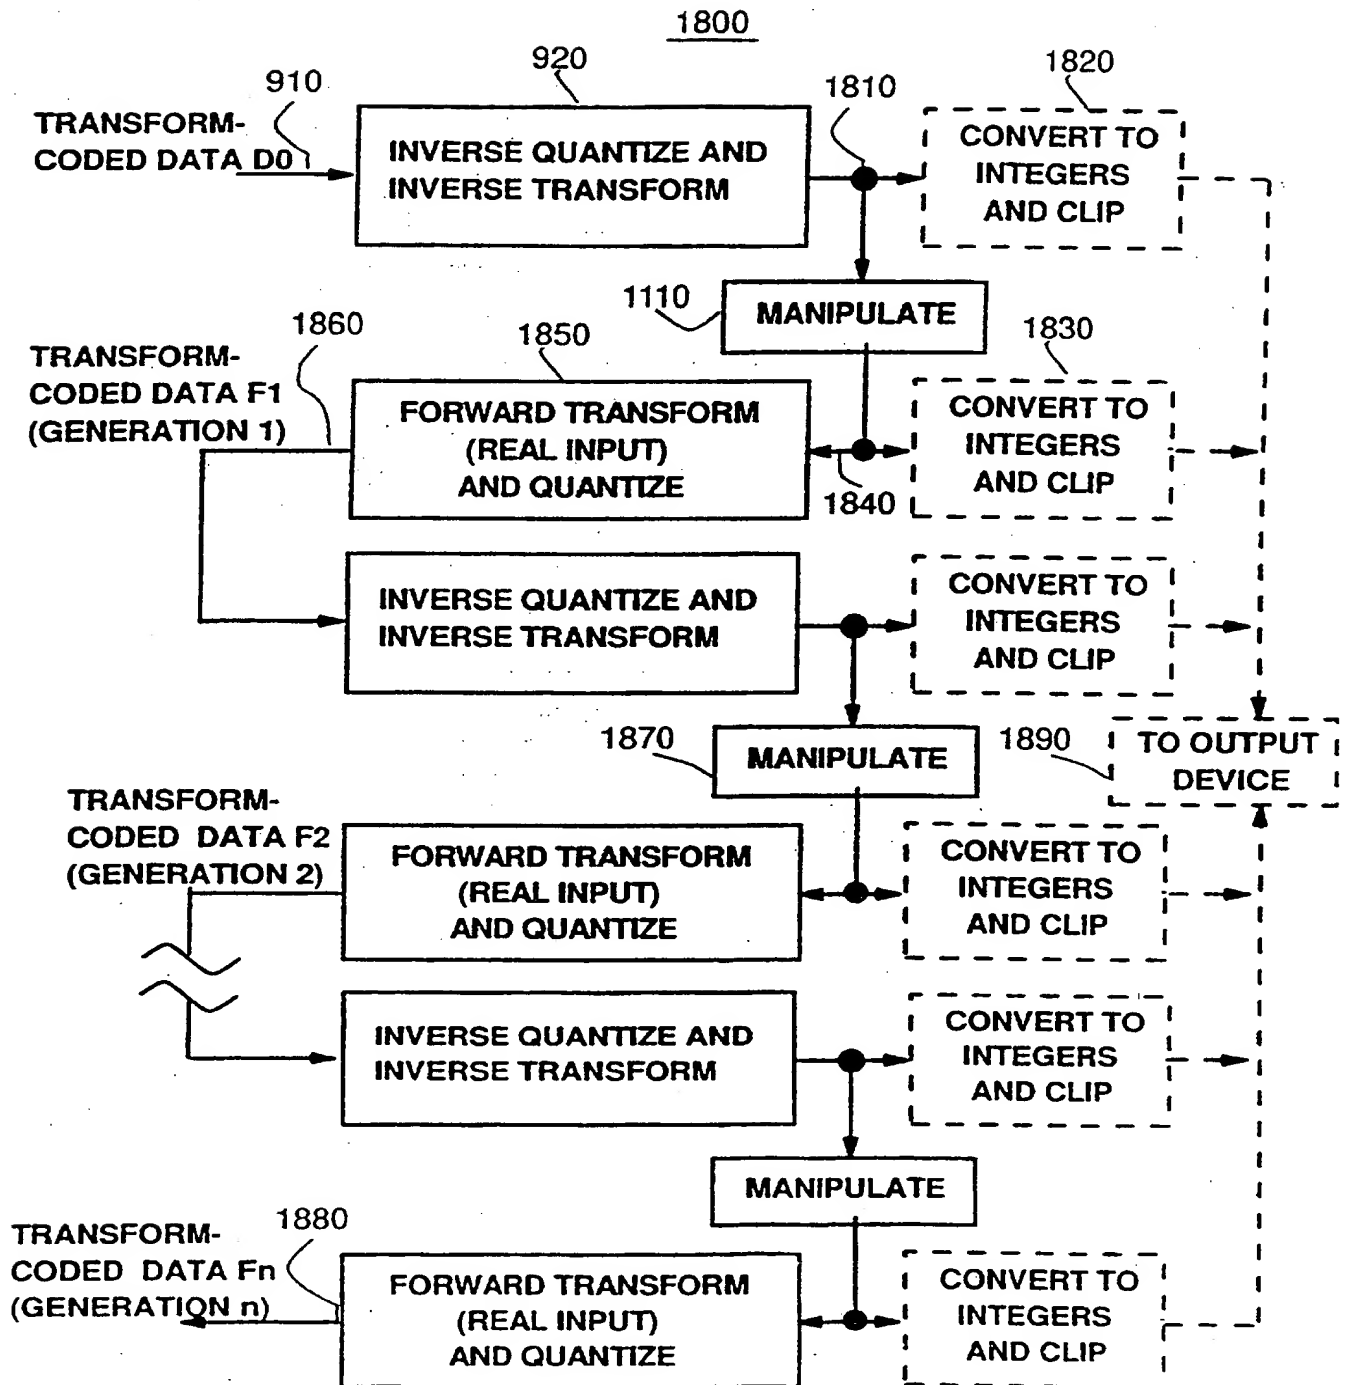 1800
910
920
1810
1820
TRANSFORM-
CODED DATA D0
INVERSE QUANTIZE AND
INVERSE TRANSFORM
CONVERT TO
INTEGERS
AND CLIP
1110
MANIPULATE
1860
1850
1830
TRANSFORM-
CODED DATA F1
(GENERATION 1)
FORWARD TRANSFORM
(REAL INPUT)
AND QUANTIZE
1840
CONVERT TO
INTEGERS
AND CLIP
INVERSE QUANTIZE AND
INVERSE TRANSFORM
CONVERT TO
INTEGERS
AND CLIP
1870
MANIPULATE
1890
TO OUTPUT
DEVICE
TRANSFORM-
CODED DATA F2
(GENERATION 2)
FORWARD TRANSFORM
(REAL INPUT)
AND QUANTIZE
CONVERT TO
INTEGERS
AND CLIP
INVERSE QUANTIZE AND
INVERSE TRANSFORM
CONVERT TO
INTEGERS
AND CLIP
MANIPULATE
1880
TRANSFORM-
CODED DATA Fn
(GENERATION n)
FORWARD TRANSFORM
(REAL INPUT)
AND QUANTIZE
CONVERT TO
INTEGERS
AND CLIP